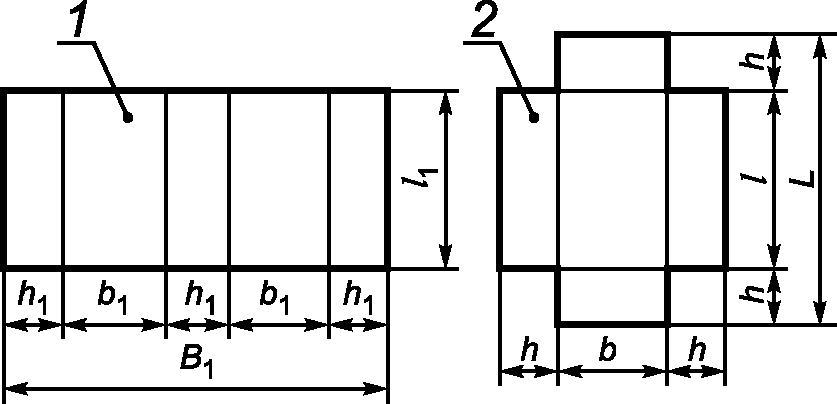 1
2
h
l₁
l
L
h₁ b₁ h₁ b₁ h₁
h
B₁
h b h